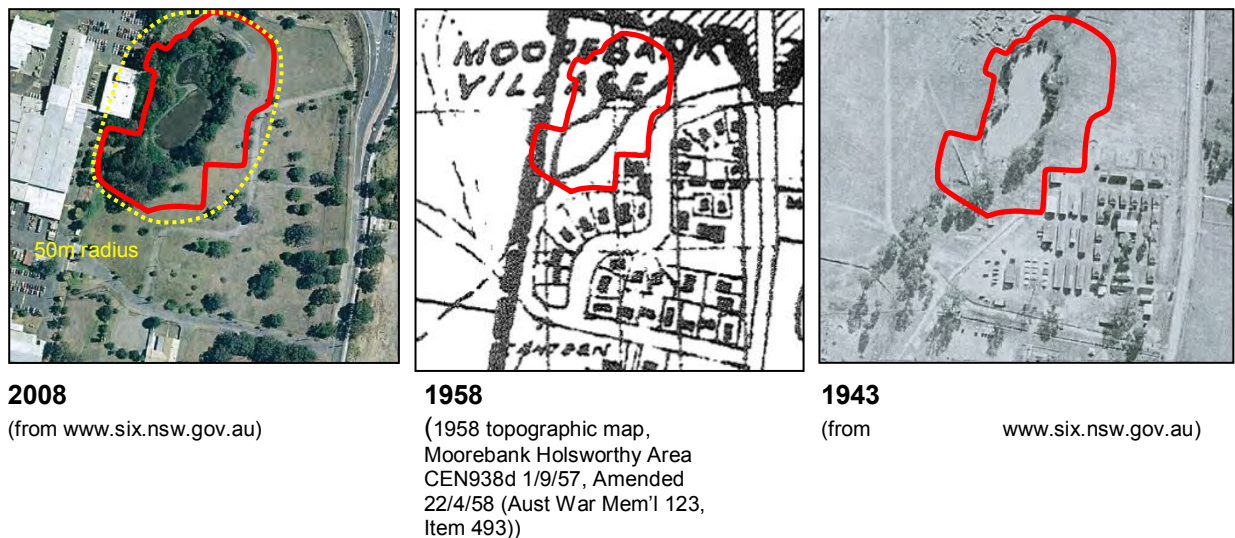 50m radius
MOOREBANK
VILLAGE
2008
(from www.six.nsw.gov.au)
1958
(1958 topographic map,
Moorebank Holsworthy Area
CEN938d 1/9/57, Amended
22/4/58 (Aust War Mem'l 123,
Item 493))
1943
(from www.six.nsw.gov.au)